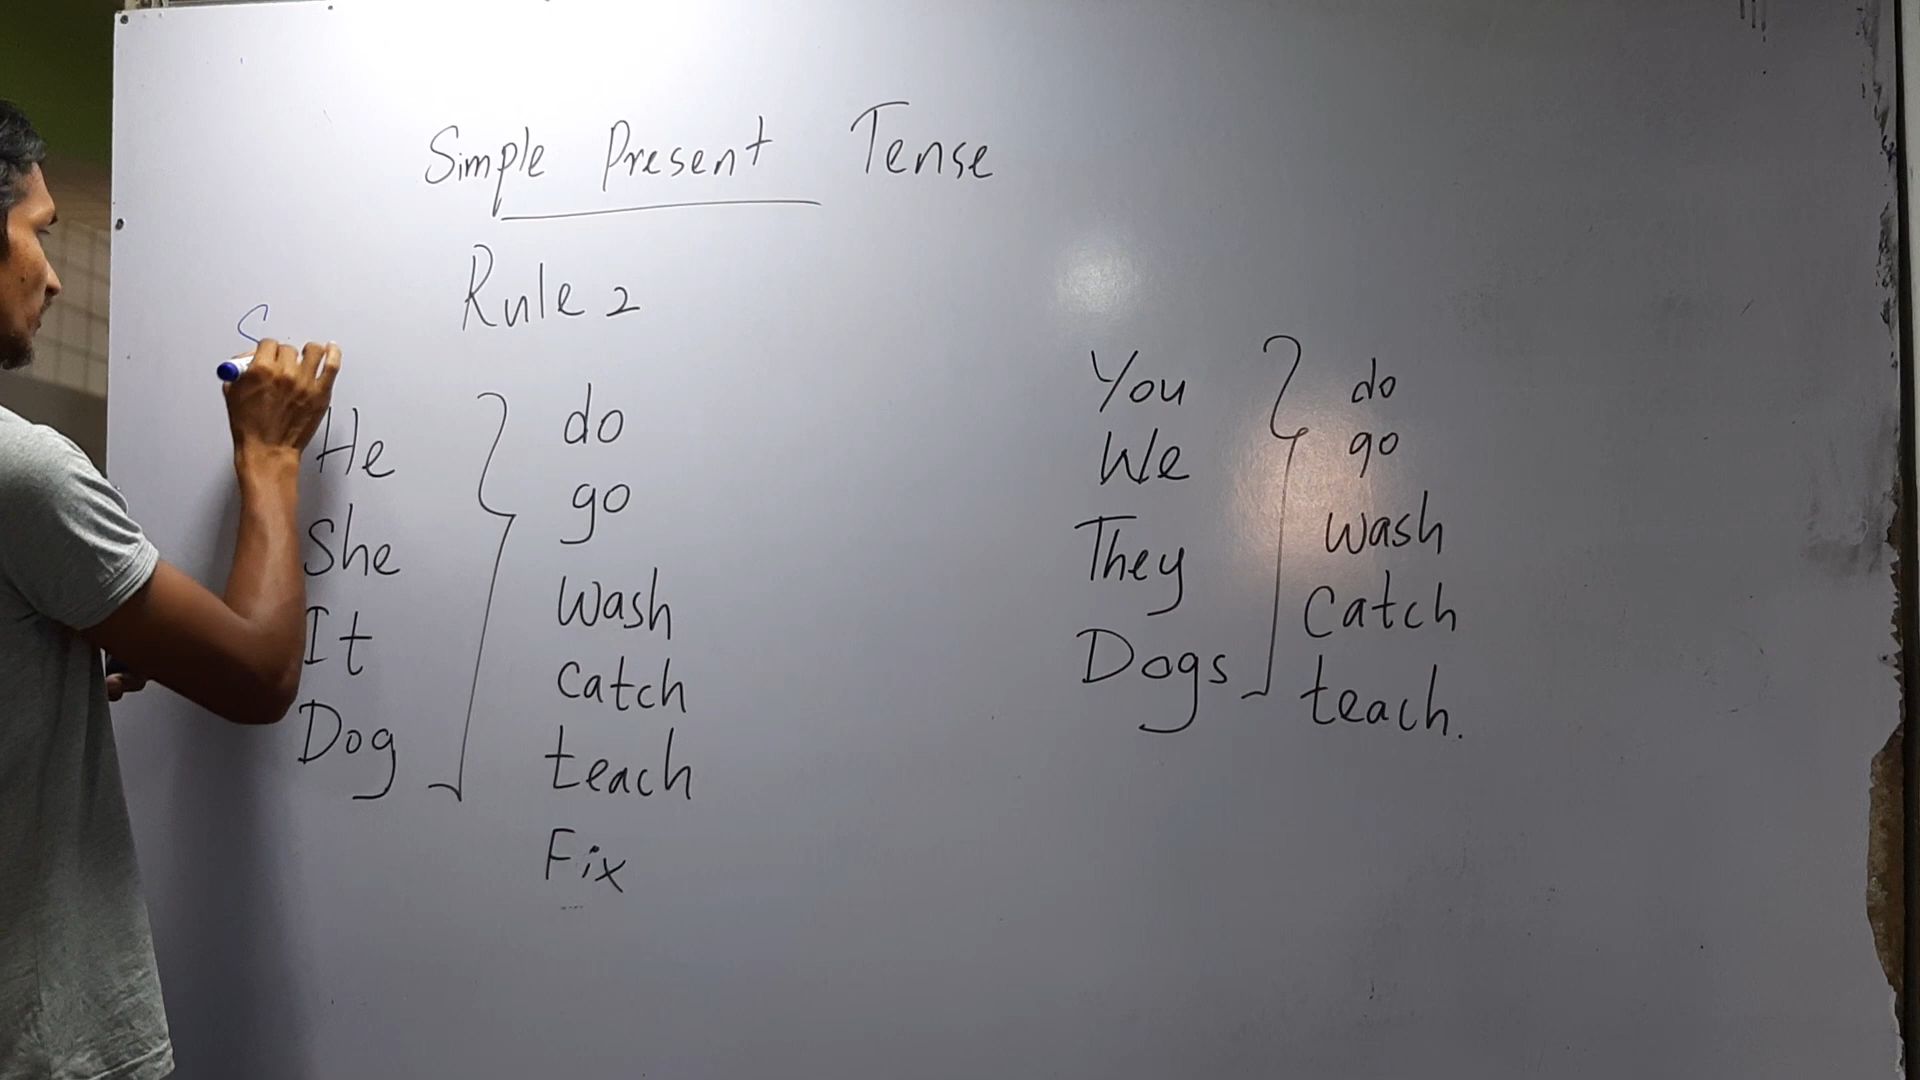 Simple Present Tense
Rule 2
S
He
She
It
Dog
do
go
wash
catch
teach
Fix
You
We
They
Dogs
do
go
wash
catch
teach.